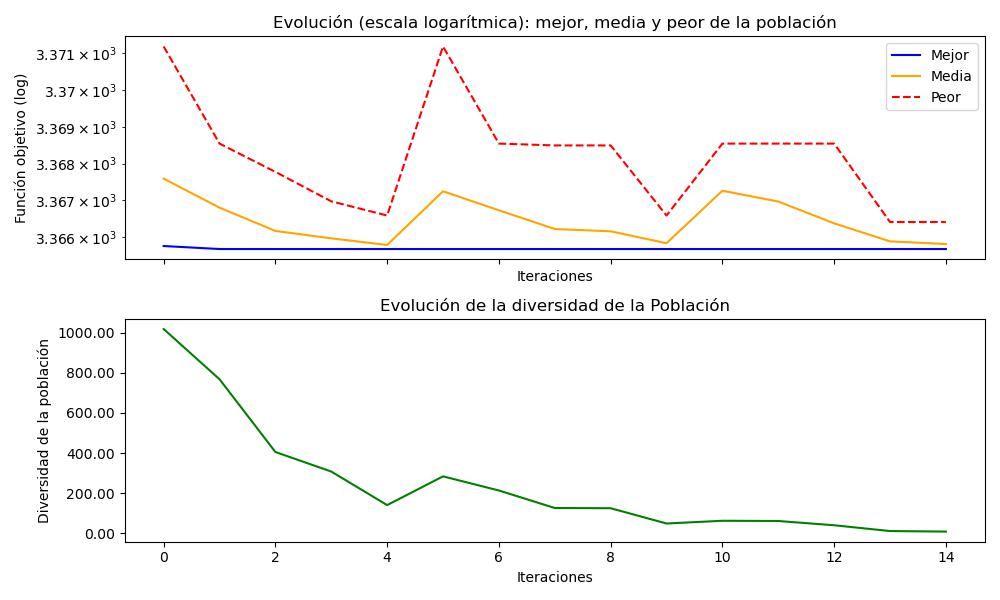 Evolución (escala logarítmica): mejor, media y peor de la población
3.371 × 10³
3.37 × 10³
3.369 × 10³
3.368 × 10³
3.367 × 10³
3.366 × 10³
Función objetivo (log)
Mejor
Media
Peor
Iteraciones
Evolución de la diversidad de la Población
1000.00
800.00
600.00
400.00
200.00
0.00
Diversidad de la población
0 2 4 6 8 10 12 14
Iteraciones